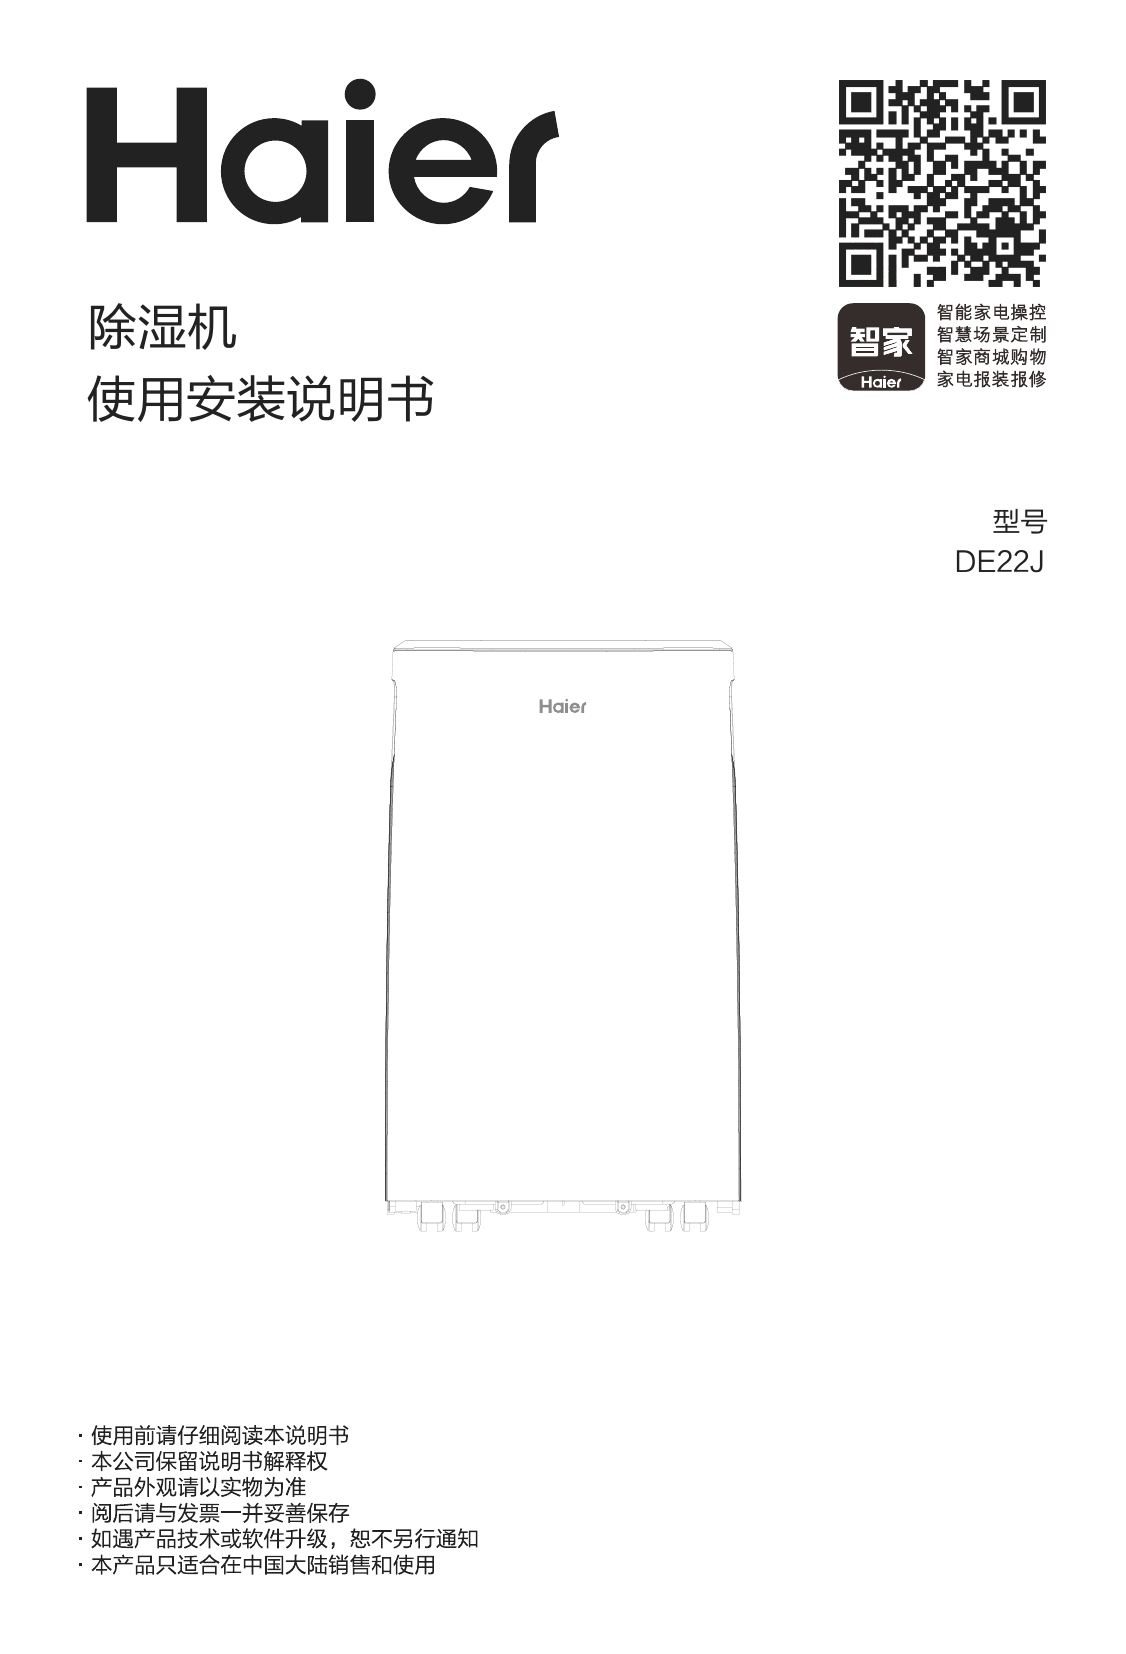 Haier
智家
Haier
智能家电操控
智慧场景定制
智家商城购物
家电报装报修
除湿机
使用安装说明书
型号
DE22J
Haier
· 使用前请仔细阅读本说明书
· 本公司保留说明书解释权
· 产品外观请以实物为准
· 阅后请与发票一并妥善保存
· 如遇产品技术或软件升级，恕不另行通知
· 本产品只适合在中国大陆销售和使用